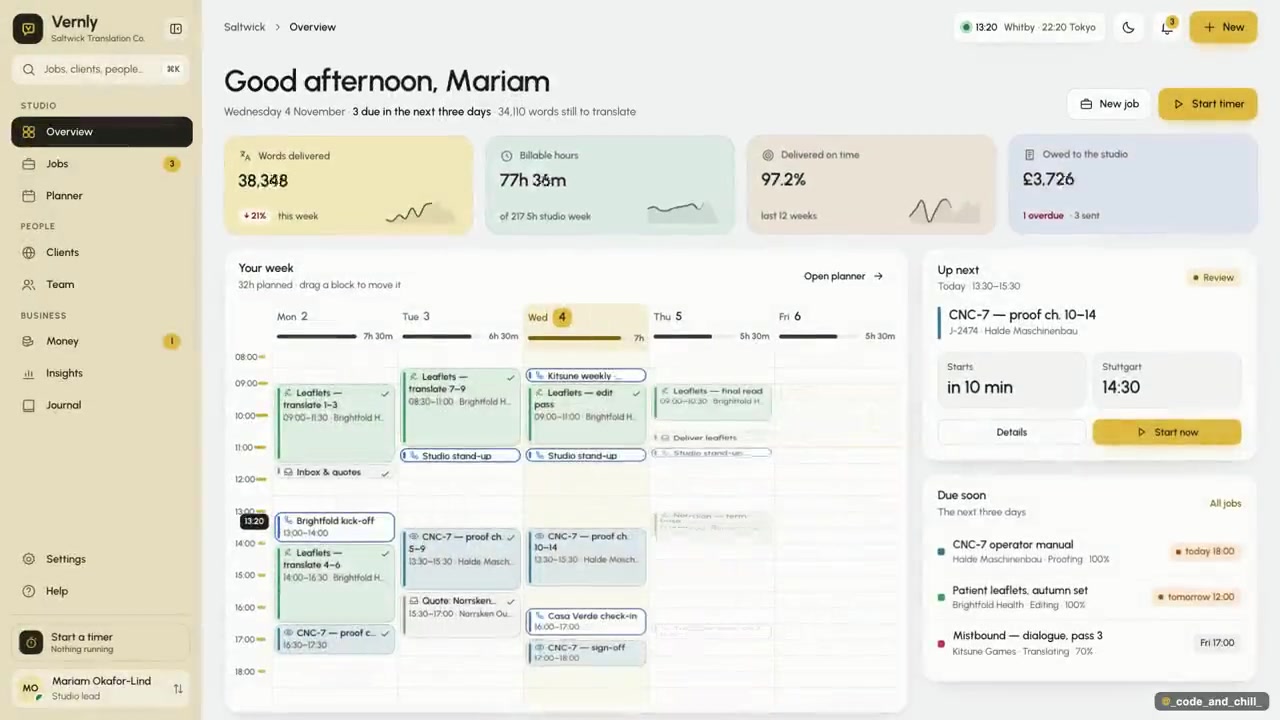 Vernly
Saltwick Translation Co.
Jobs, clients, people… ⌘K
STUDIO
Overview
Jobs 3
Planner
PEOPLE
Clients
Team
BUSINESS
Money 1
Insights
Journal
Settings
Help
Start a timer
Nothing running
MO Mariam Okafor-Lind
Studio lead
Saltwick > Overview
13:20 Whitby · 22:20 Tokyo
3
+ New
Good afternoon, Mariam
Wednesday 4 November · 3 due in the next three days · 34,110 words still to translate
New job
Start timer
Words delivered
38,348
↓ 21% this week
Billable hours
77h 36m
of 217.5h studio week
Delivered on time
97.2%
last 12 weeks
Owed to the studio
£3,726
1 overdue · 3 sent
Your week
32h planned · drag a block to move it
Open planner →
Mon 2
7h 30m
Tue 3
6h 30m
Wed 4
7h
Thu 5
5h 30m
Fri 6
5h 30m
08:00
09:00
10:00
11:00
12:00
13:00
13:20
14:00
15:00
16:00
17:00
18:00
Leaflets —
translate 1–3
09:00–11:30 · Brightfold H…
Inbox & quotes
Brightfold kick-off
13:00–14:00
Leaflets —
translate 4–6
14:00–16:30 · Brightfold H…
CNC-7 — proof c…
16:30–17:30
Leaflets —
translate 7–9
08:30–11:00 · Brightfold H…
Studio stand-up
CNC-7 — proof ch.
5–9
13:30–15:30 · Halde Masch…
Quote: Norrsken…
15:30–17:00 · Norrsken Ou…
Kitsune weekly …
Leaflets — edit
pass
09:00–11:00 · Brightfold H…
Studio stand-up
CNC-7 — proof ch.
10–14
13:30–15:30 · Halde Masch…
Casa Verde check-in
16:00–17:00
CNC-7 — sign-off
17:00–18:00
Leaflets — final read
09:00–10:30 · Brightfold H…
Deliver leaflets
Studio stand-up
Norrsken — term
Up next
Today · 13:30–15:30
Review
CNC-7 — proof ch. 10–14
J-2474 · Halde Maschinenbau
Starts
in 10 min
Stuttgart
14:30
Details
Start now
Due soon
The next three days
All jobs
CNC-7 operator manual
Halde Maschinenbau · Proofing · 100%
today 18:00
Patient leaflets, autumn set
Brightfold Health · Editing · 100%
tomorrow 12:00
Mistbound — dialogue, pass 3
Kitsune Games · Translating · 70%
Fri 17:00
@_code_and_chill_